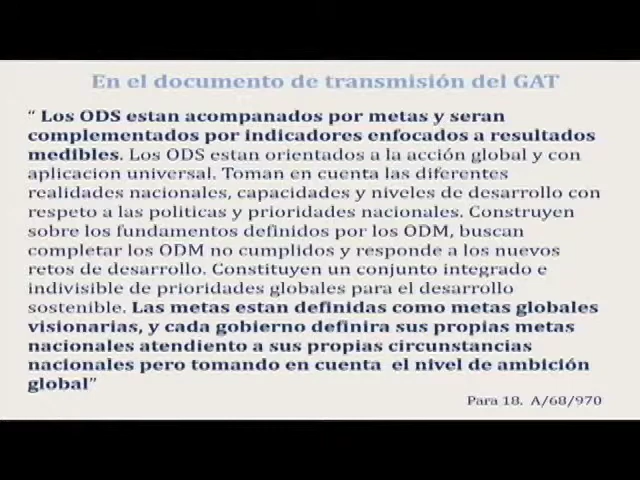 En el documento de transmisión del GAT
“ Los ODS estan acompanados por metas y seran
complementados por indicadores enfocados a resultados
medibles. Los ODS estan orientados a la acción global y con
aplicacion universal. Toman en cuenta las diferentes
realidades nacionales, capacidades y niveles de desarrollo con
respeto a las politicas y prioridades nacionales. Construyen
sobre los fundamentos definidos por los ODM, buscan
completar los ODM no cumplidos y responde a los nuevos
retos de desarrollo. Constituyen un conjunto integrado e
indivisible de prioridades globales para el desarrollo
sostenible. Las metas estan definidas como metas globales
visionarias, y cada gobierno definira sus propias metas
nacionales atendiento a sus propias circunstancias
nacionales pero tomando en cuenta el nivel de ambición
global”
Para 18. A/68/970